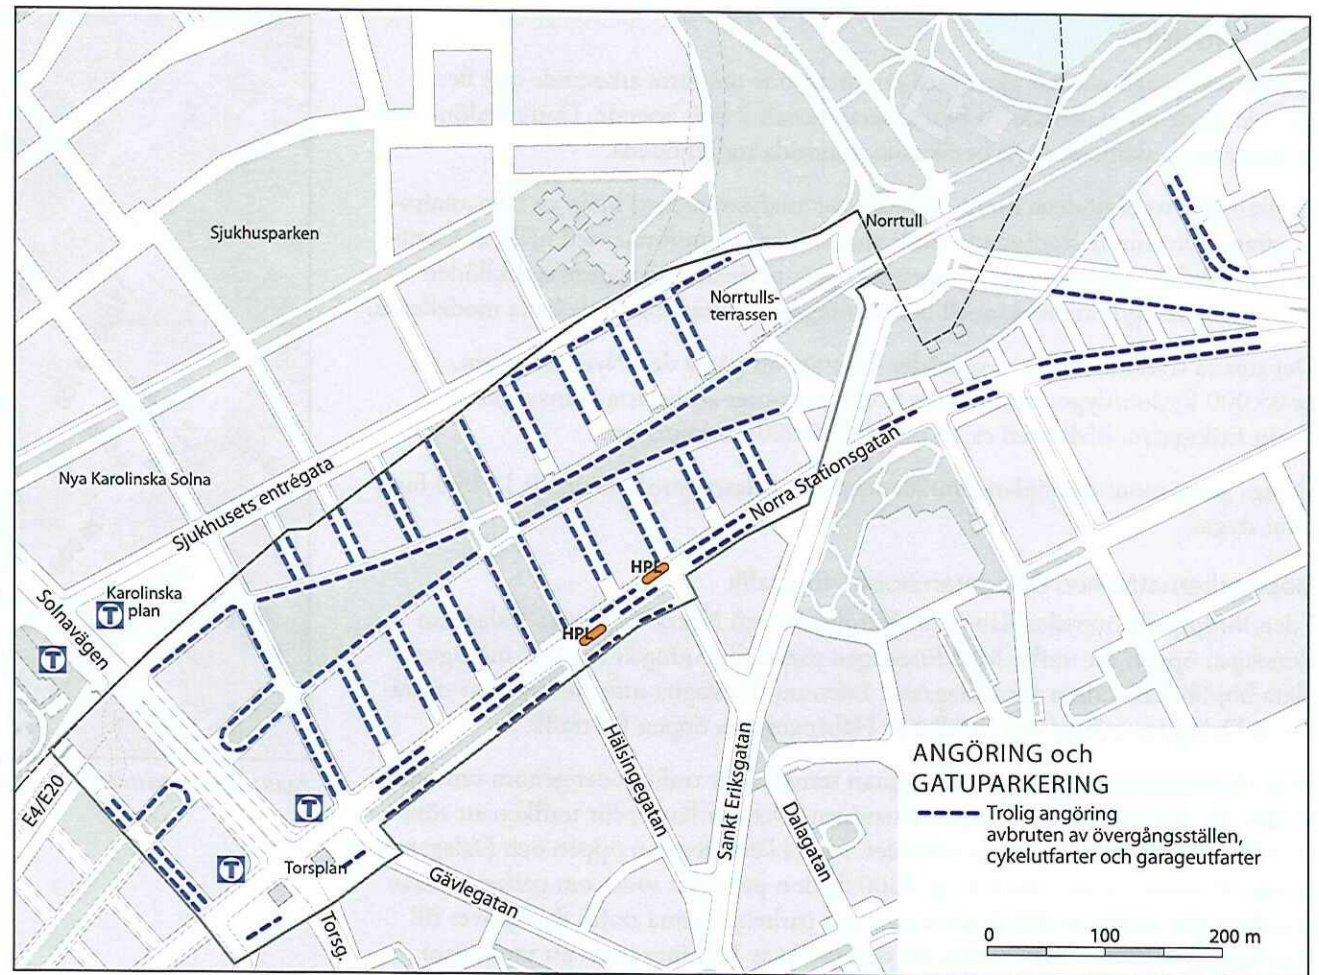 Sjukhusparken
Norrtull
Norrtulls-
terrassen
Nya Karolinska Solna
Sjukhusets entrégata
Norra Stationsgatan
HPL
HPL
Karolinska
plan
T
Solnavägen
T
E4/E20
T
T
Torsplan
Torsg.
Gävlegatan
Hälsingegatan
Sankt Eriksgatan
Dalagatan
ANGÖRING och
GATUPARKERING
Trolig angöring
avbruten av övergångsställen,
cykelutfarter och garageutfarter
0 100 200 m